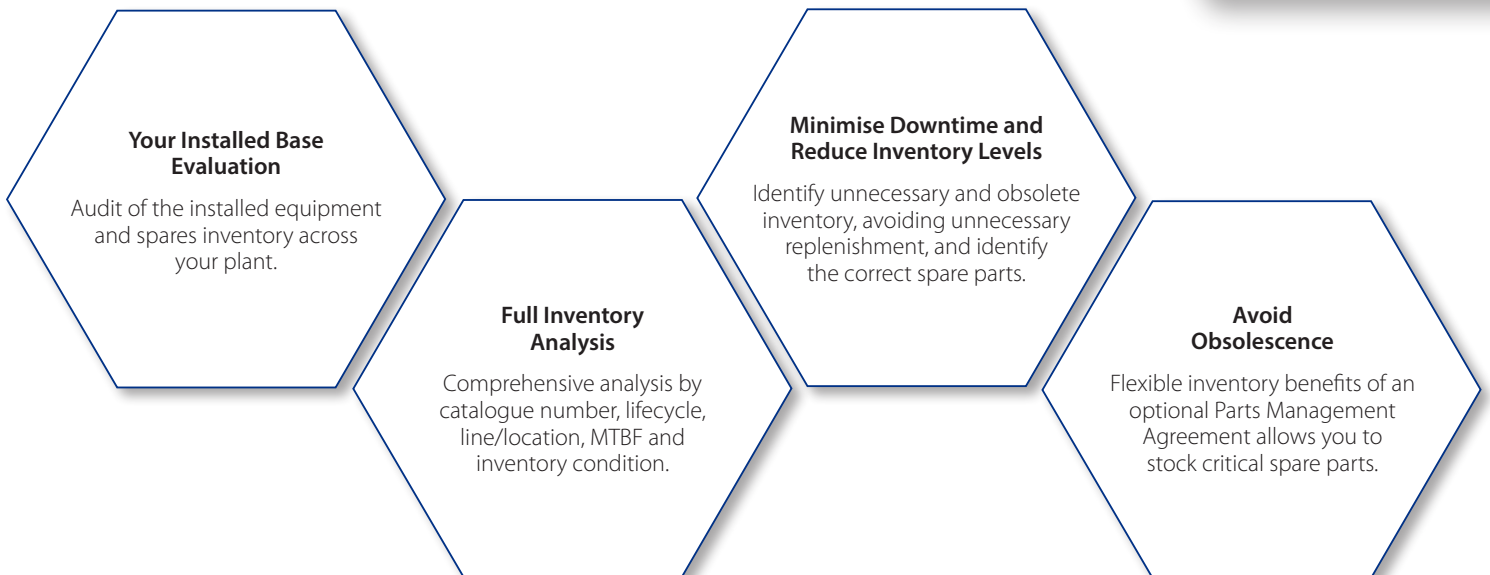 Your Installed Base
Evaluation
Audit of the installed equipment
and spares inventory across
your plant.
Full Inventory
Analysis
Comprehensive analysis by
catalogue number, lifecycle,
line/location, MTBF and
inventory condition.
Minimise Downtime and
Reduce Inventory Levels
Identify unnecessary and obsolete
inventory, avoiding unnecessary
replenishment, and identify
the correct spare parts.
Avoid
Obsolescence
Flexible inventory benefits of an
optional Parts Management
Agreement allows you to
stock critical spare parts.